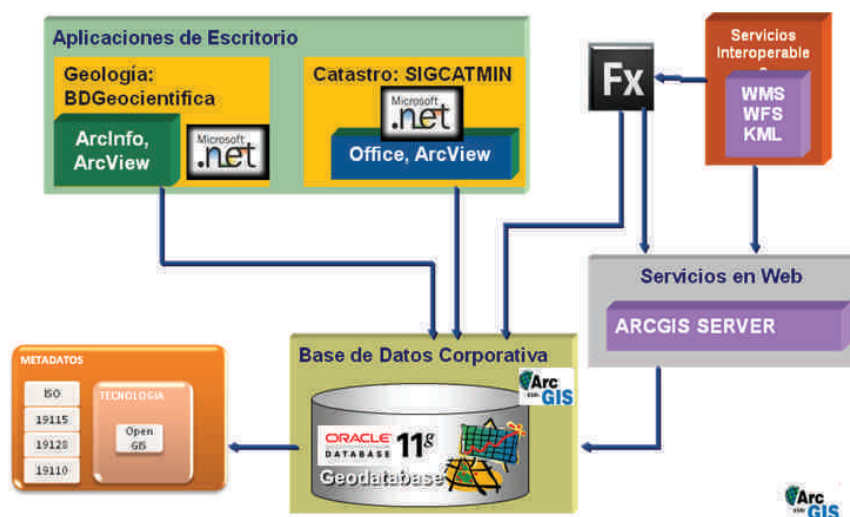 Aplicaciones de Escritorio
Geología:
BDGeocientifica
ArcInfo,
ArcView
Microsoft
.net
Catastro: SIGCATMIN
Microsoft
.net
Office, ArcView
Fx
Servicios
Interoperable
WMS
WFS
KML
Servicios en Web
ARCGIS SERVER
Base de Datos Corporativa
Arc
GIS
ORACLE
DATABASE
11g
Geodatabase
METADATOS
ISO
19115
19128
19110
TECNOLOGIA
Open
GIS
Arc
GIS